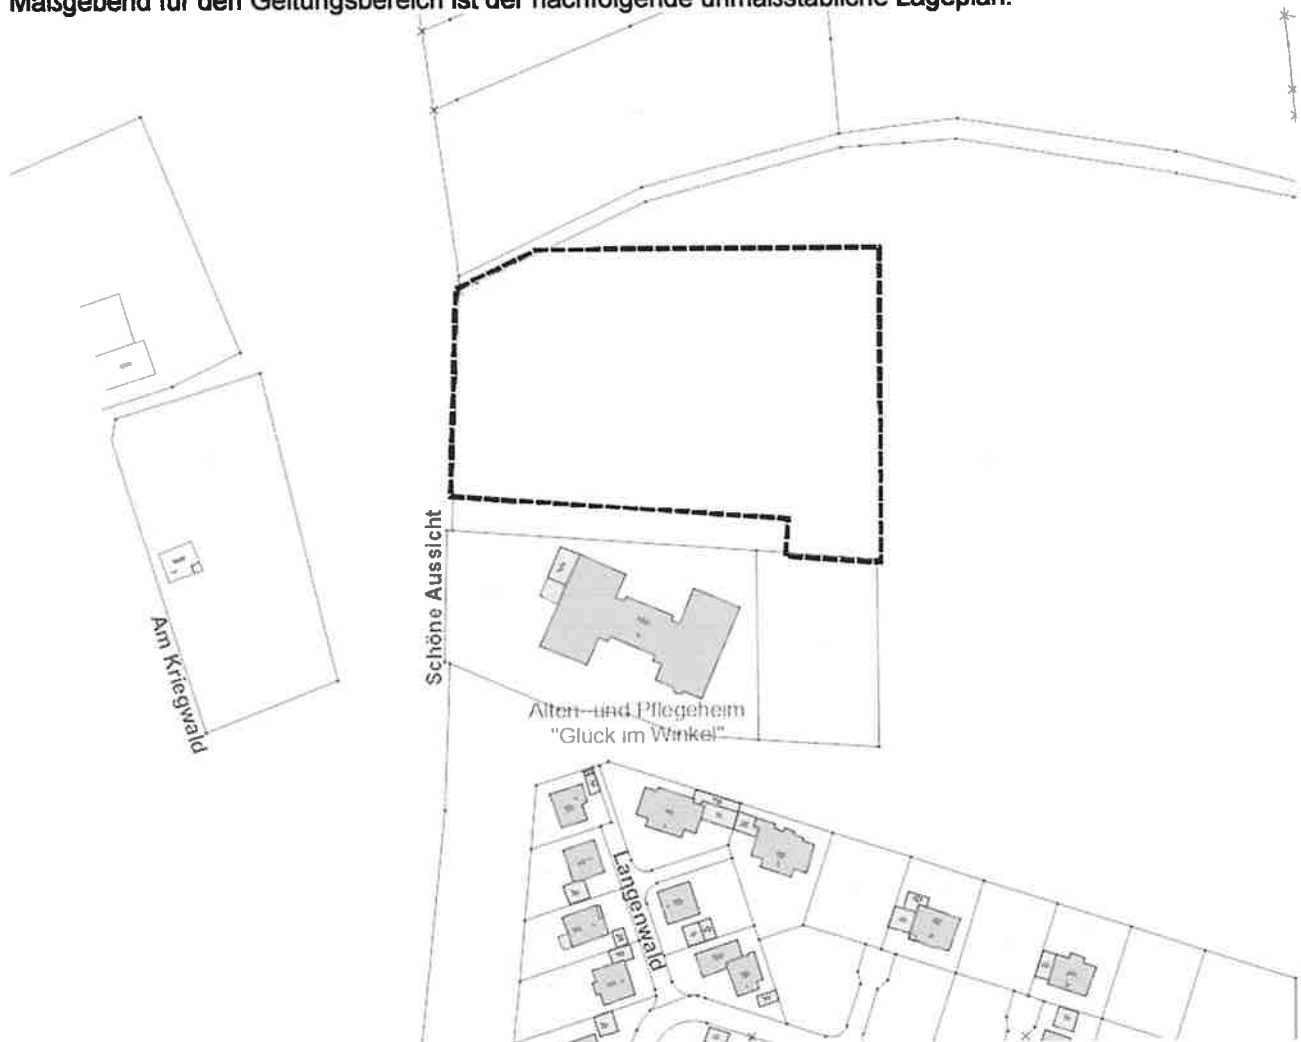 Maßgebend für den Geltungsbereich ist der nachfolgende unmaßstäbliche Lageplan.
Schöne Aussicht
Am Kriegwald
Alten- und Pflegeheim
"Glück im Winkel"
Langenwald